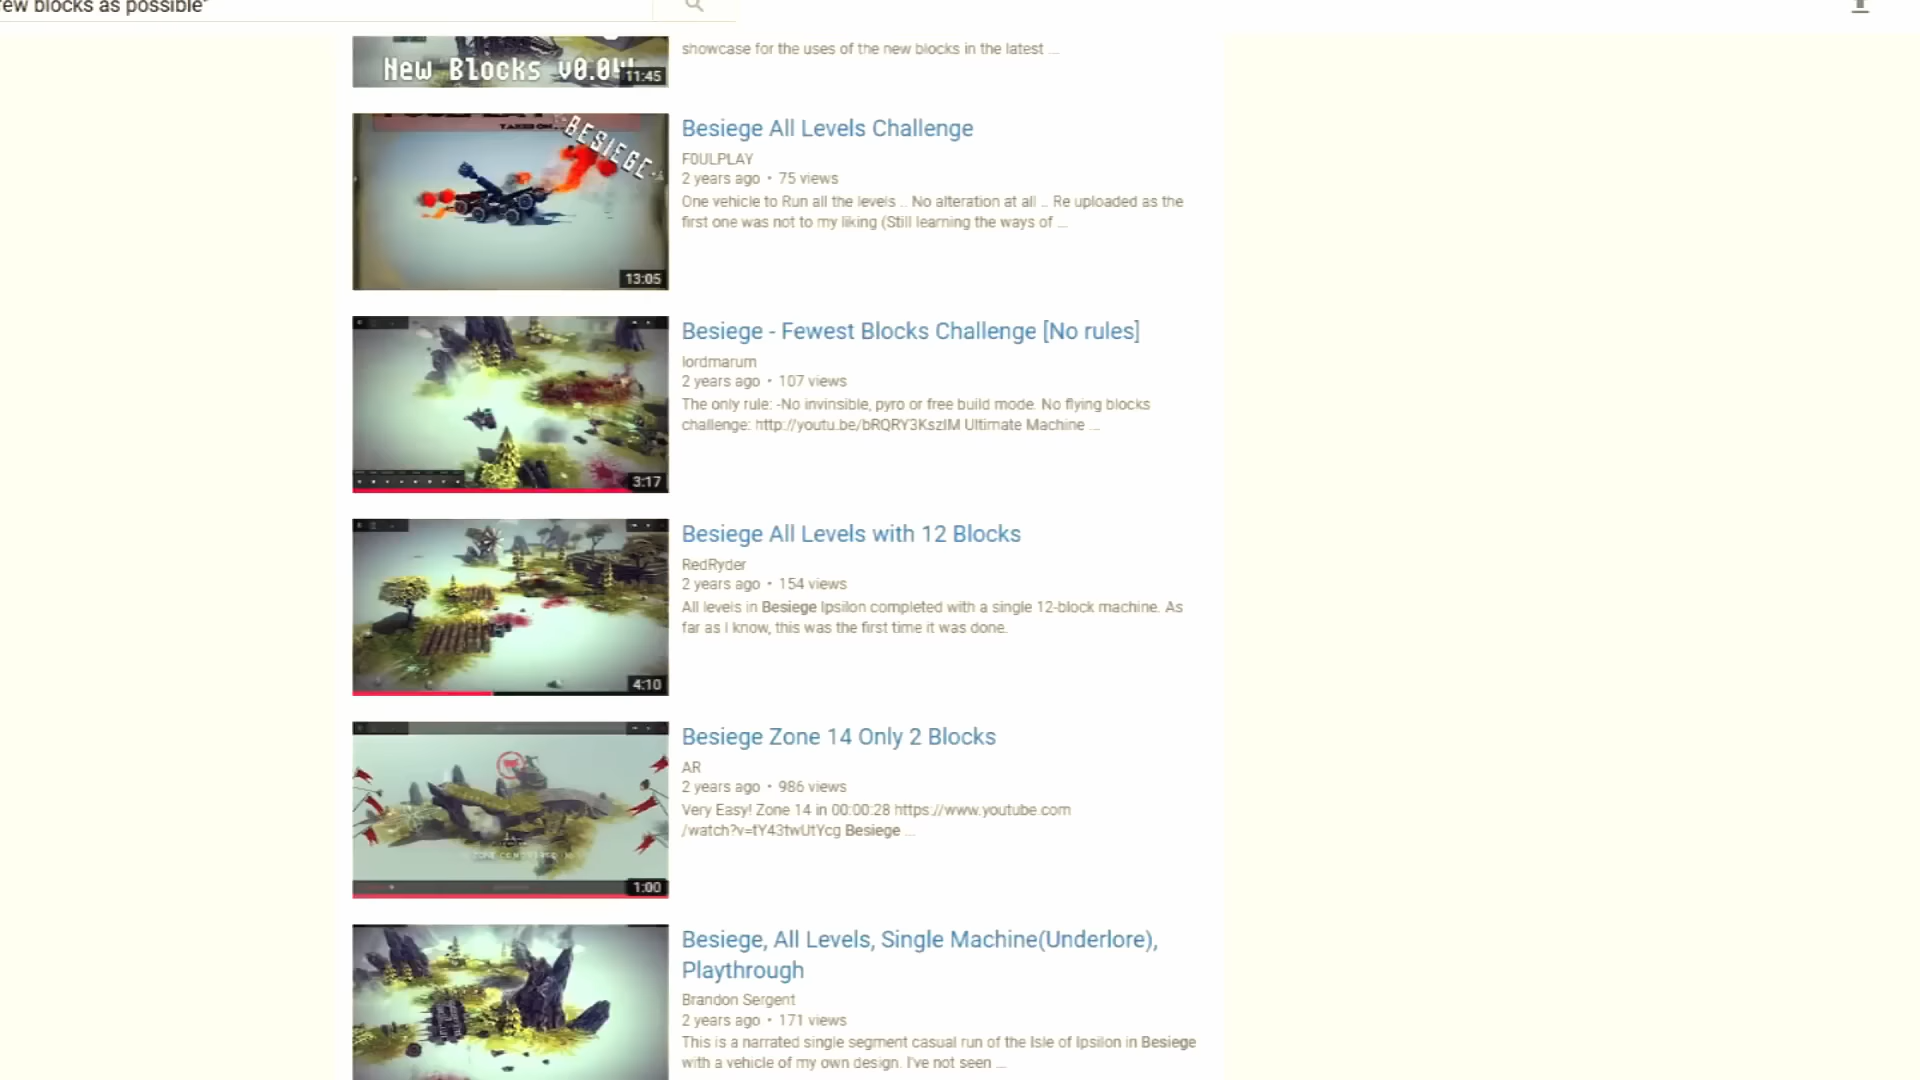 ew blocks as possible"
showcase for the uses of the new blocks in the latest ...
New Blocks v0.04
11:45
TAKES ON...
BESIEGE
13:05
Besiege All Levels Challenge
F0ULPLAY
2 years ago • 75 views
One vehicle to Run all the levels .. No alteration at all .. Re uploaded as the
first one was not to my liking (Still learning the ways of ...
3:17
Besiege - Fewest Blocks Challenge [No rules]
lordmarum
2 years ago • 107 views
The only rule: -No invinsible, pyro or free build mode. No flying blocks
challenge: http://youtu.be/bRQRY3KszIM Ultimate Machine ...
4:10
Besiege All Levels with 12 Blocks
RedRyder
2 years ago • 154 views
All levels in Besiege Ipsilon completed with a single 12-block machine. As
far as I know, this was the first time it was done.
1:00
Besiege Zone 14 Only 2 Blocks
AR
2 years ago • 986 views
Very Easy! Zone 14 in 00:00:28 https://www.youtube.com
/watch?v=tY43twUtYcg Besiege ...
Besiege, All Levels, Single Machine(Underlore),
Playthrough
Brandon Sergent
2 years ago • 171 views
This is a narrated single segment casual run of the Isle of Ipsilon in Besiege
with a vehicle of my own design. I've not seen ...